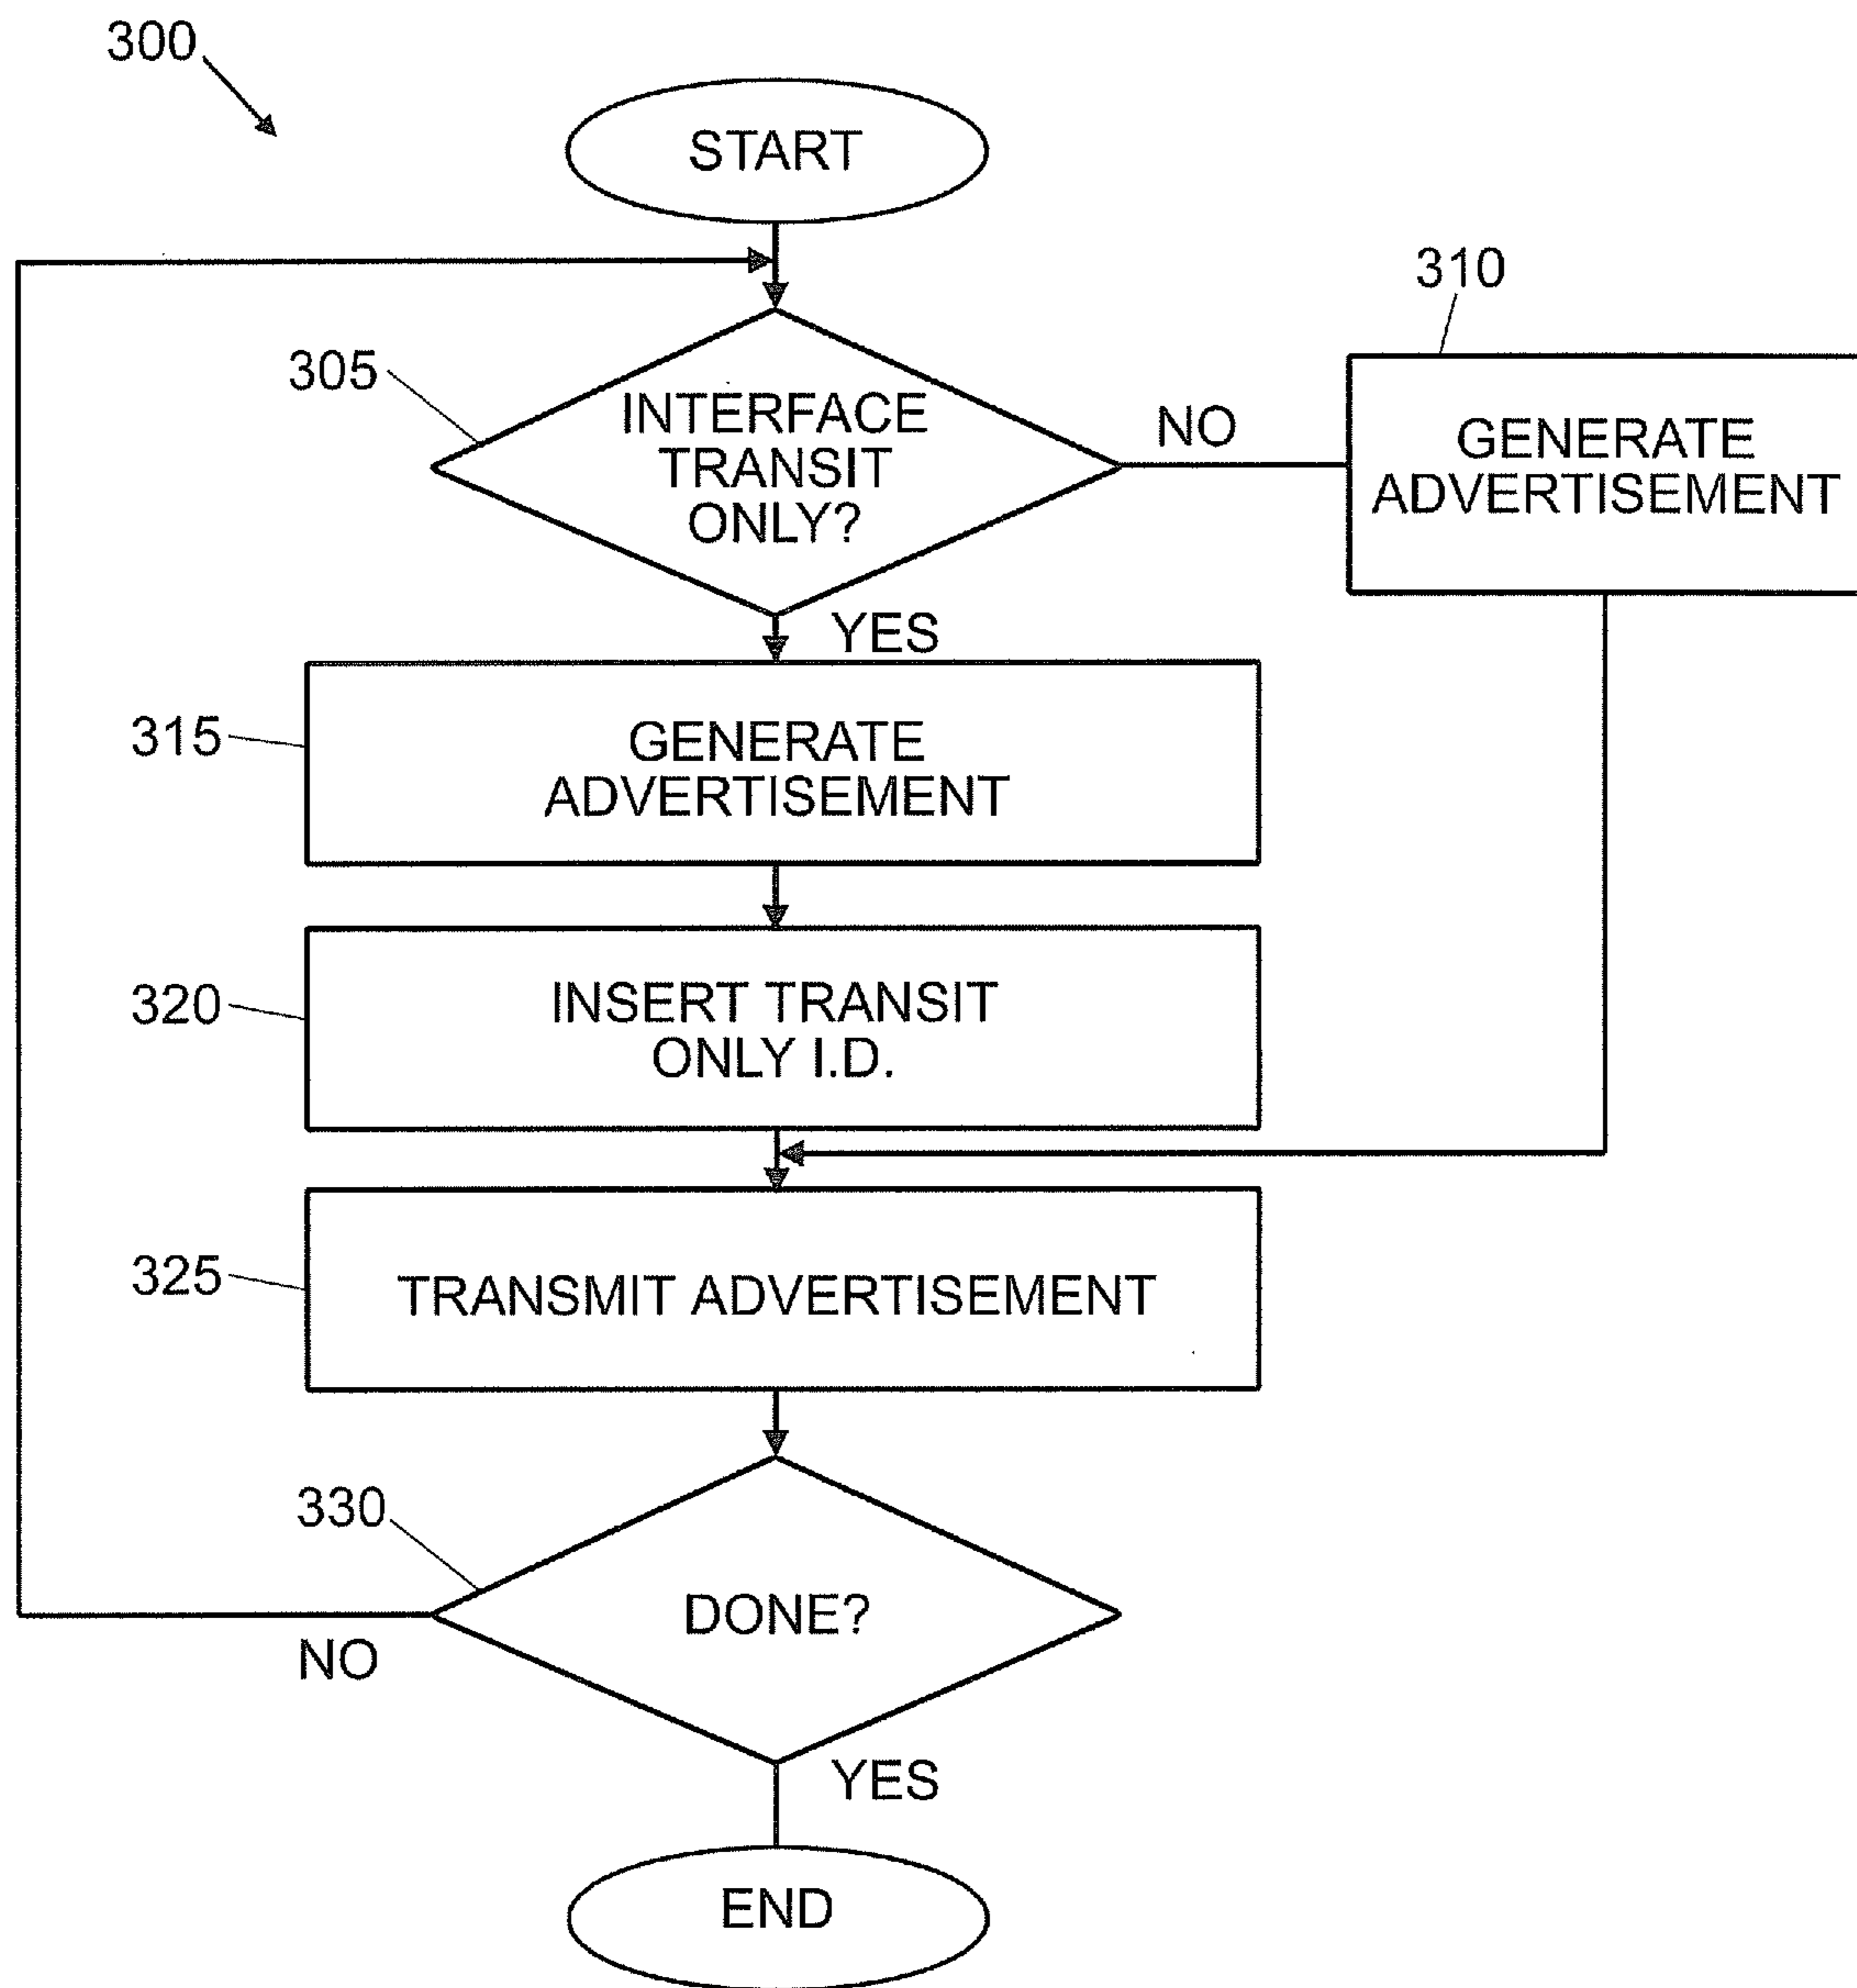 300
START
310
305
INTERFACE
TRANSIT
ONLY?
NO
GENERATE
ADVERTISEMENT
YES
315
GENERATE
ADVERTISEMENT
320
INSERT TRANSIT
ONLY I.D.
325
TRANSMIT ADVERTISEMENT
330
DONE?
NO
YES
END